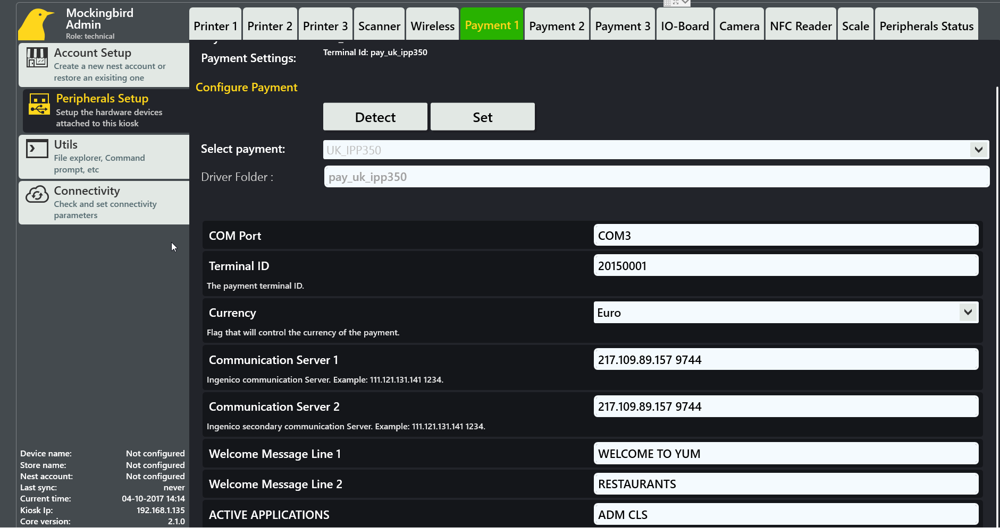 Mockingbird
Admin
Role: technical
Printer 1
Printer 2
Printer 3
Scanner
Wireless
Payment 1
Payment 2
Payment 3
IO-Board
Camera
NFC Reader
Scale
Peripherals Status
Account Setup
Create a new nest account or
restore an exisiting one
Peripherals Setup
Setup the hardware devices
attached to this kiosk
Utils
File explorer, Command
prompt, etc
Connectivity
Check and set connectivity
parameters
Payment Settings:
Terminal Id: pay_uk_ipp350
Configure Payment
Detect
Set
Select payment:
UK_IPP350
Driver Folder :
pay_uk_ipp350
COM Port
COM3
Terminal ID
20150001
The payment terminal ID.
Currency
Euro
Flag that will control the currency of the payment.
Communication Server 1
217.109.89.157 9744
Ingenico communication Server. Example: 111.121.131.141 1234.
Communication Server 2
217.109.89.157 9744
Ingenico secondary communication Server. Example: 111.121.131.141 1234.
Welcome Message Line 1
WELCOME TO YUM
Welcome Message Line 2
RESTAURANTS
ACTIVE APPLICATIONS
ADM CLS
Device name: Not configured
Store name: Not configured
Nest account: Not configured
Last sync: never
Current time: 04-10-2017 14:14
Kiosk Ip: 192.168.1.135
Core version: 2.1.0